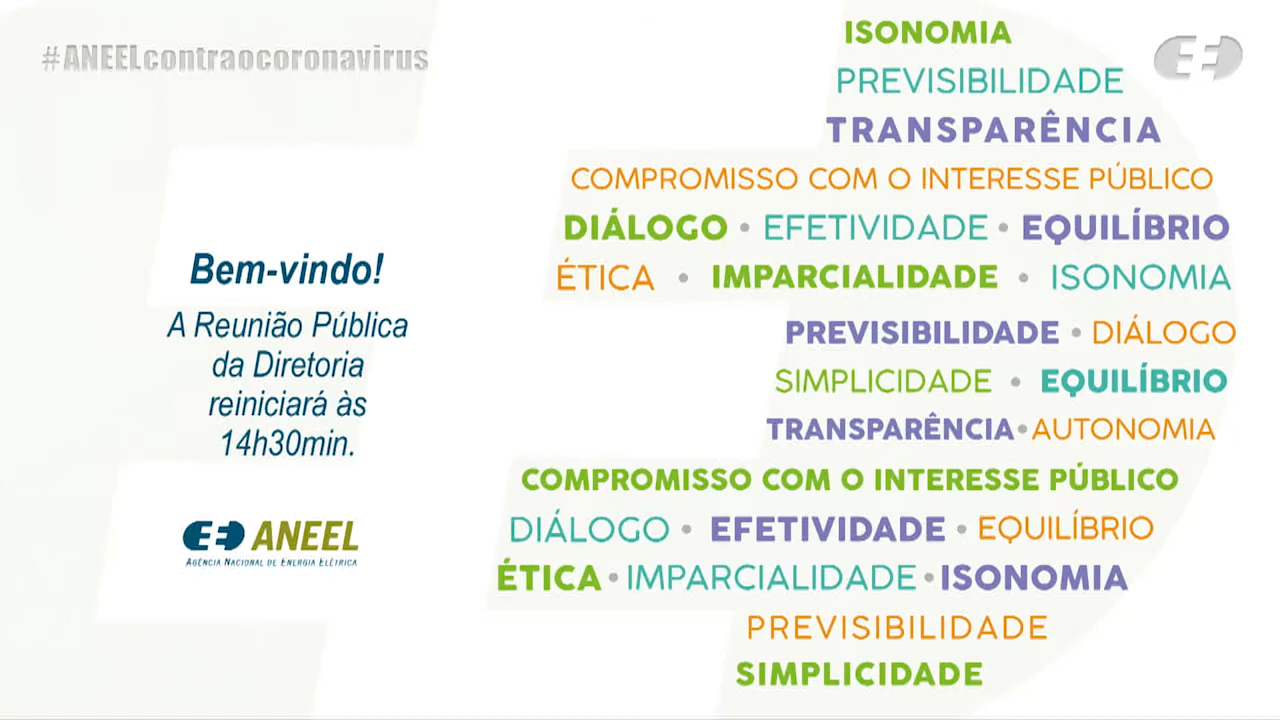 #ANEELcontraocoronavirus
Bem-vindo!
A Reunião Pública
da Diretoria
reiniciará às
14h30min.
ANEEL
AGÊNCIA NACIONAL DE ENERGIA ELÉTRICA
ISONOMIA
PREVISIBILIDADE
TRANSPARÊNCIA
COMPROMISSO COM O INTERESSE PÚBLICO
DIÁLOGO • EFETIVIDADE • EQUILÍBRIO
ÉTICA • IMPARCIALIDADE • ISONOMIA
PREVISIBILIDADE • DIÁLOGO
SIMPLICIDADE • EQUILÍBRIO
TRANSPARÊNCIA • AUTONOMIA
COMPROMISSO COM O INTERESSE PÚBLICO
DIÁLOGO • EFETIVIDADE • EQUILÍBRIO
ÉTICA • IMPARCIALIDADE • ISONOMIA
PREVISIBILIDADE
SIMPLICIDADE